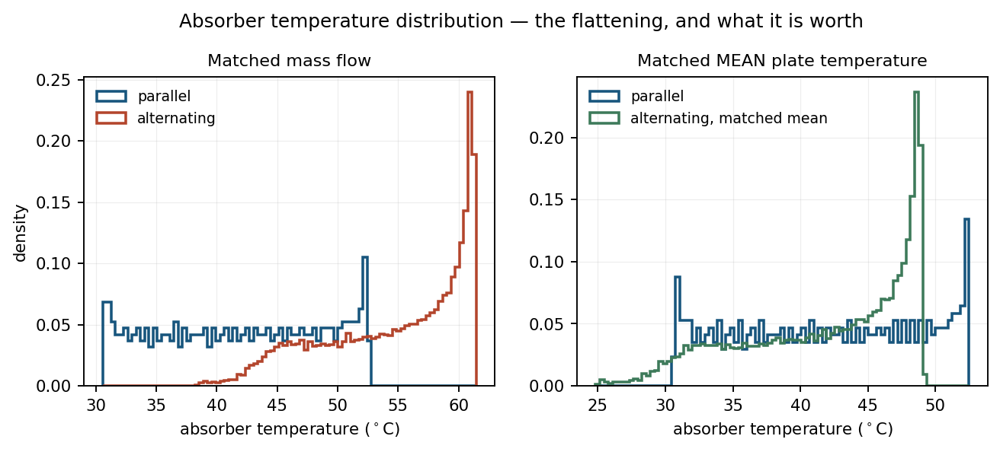 Absorber temperature distribution — the flattening, and what it is worth
Matched mass flow
0.25
0.20
0.15
0.10
0.05
0.00
density
parallel
alternating
30 35 40 45 50 55 60
absorber temperature (°C)
Matched MEAN plate temperature
0.20
0.15
0.10
0.05
0.00
parallel
alternating, matched mean
25 30 35 40 45 50
absorber temperature (°C)